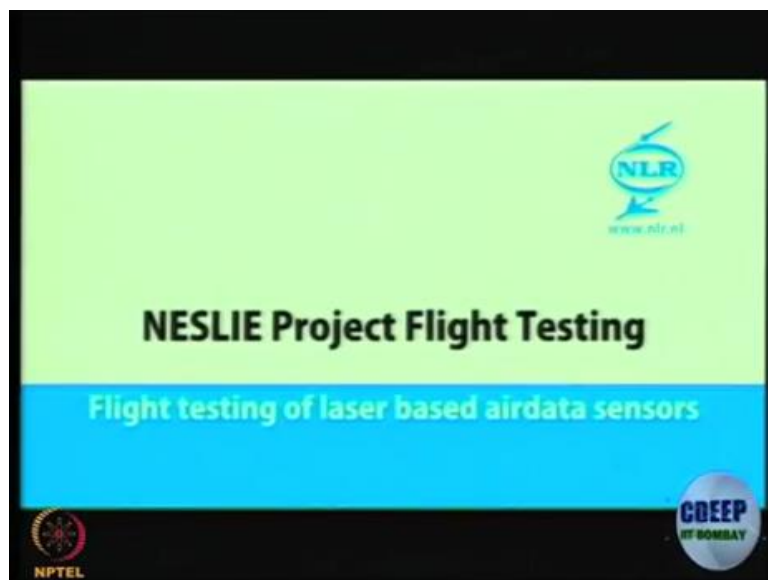 NLR
www.nlr.nl
NESLIE Project Flight Testing
Flight testing of laser based airdata sensors
CDEEP
IIT-BOMBAY
NPTEL